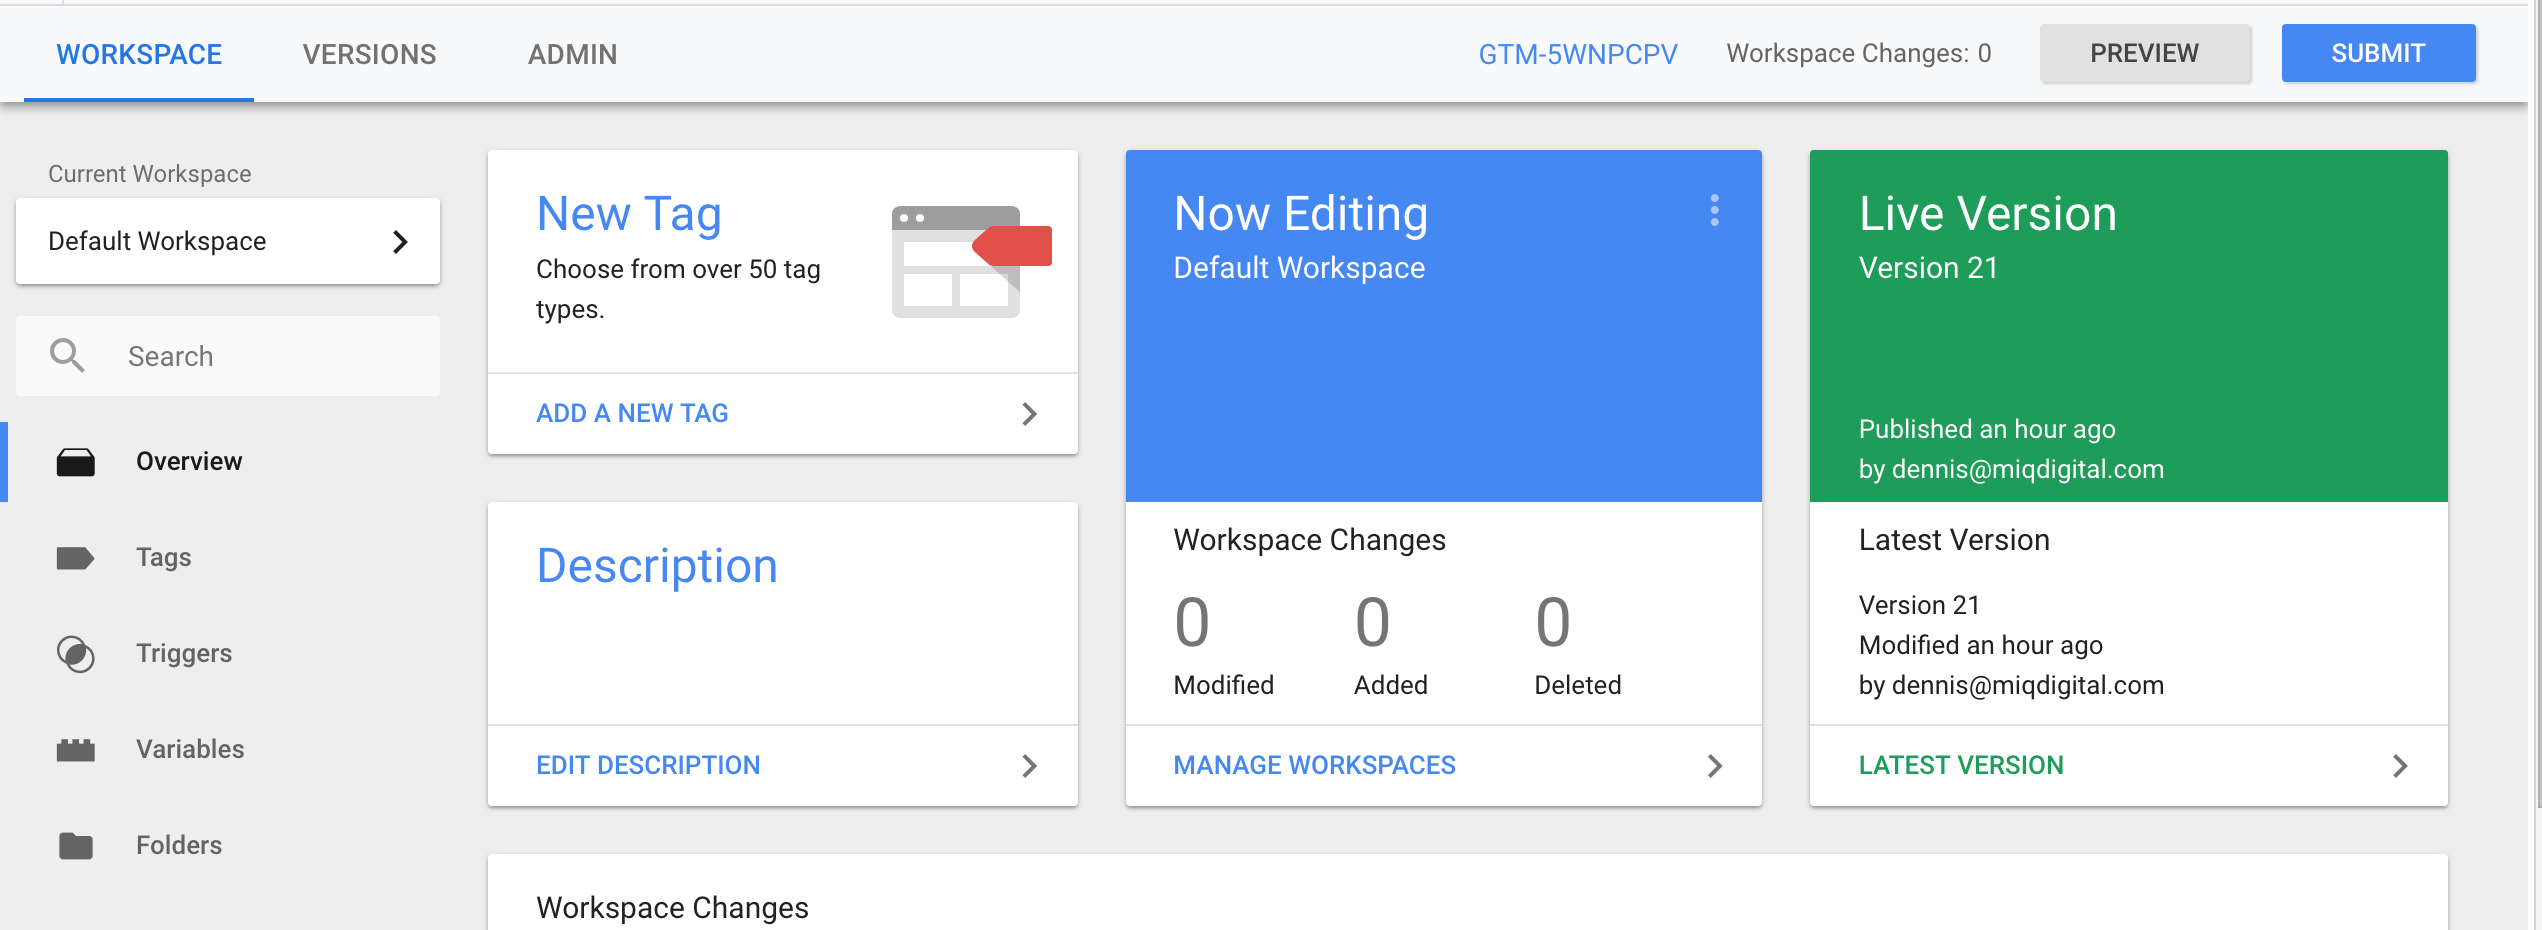 WORKSPACE
VERSIONS
ADMIN
GTM-5WNPCPV
Workspace Changes: 0
PREVIEW
SUBMIT
Current Workspace
Default Workspace
Search
Overview
Tags
Triggers
Variables
Folders
New Tag
Choose from over 50 tag
types.
ADD A NEW TAG
Description
EDIT DESCRIPTION
Now Editing
Default Workspace
Workspace Changes
0 0 0
Modified Added Deleted
MANAGE WORKSPACES
Live Version
Version 21
Published an hour ago
by dennis@miqdigital.com
Latest Version
Version 21
Modified an hour ago
by dennis@miqdigital.com
LATEST VERSION
Workspace Changes